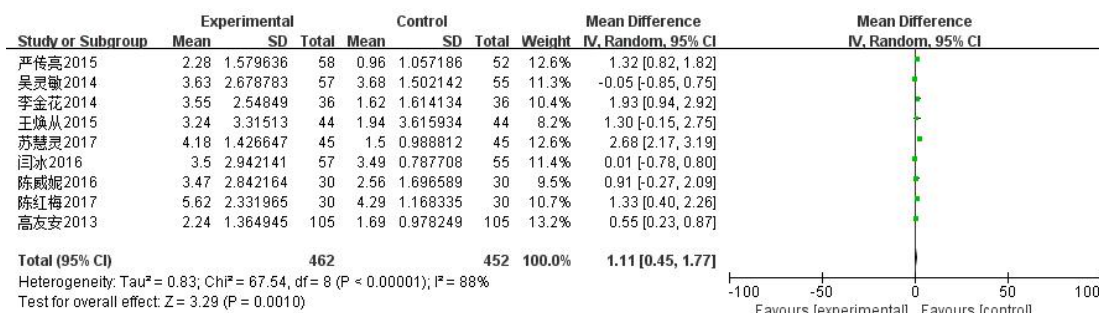 Experimental Control Mean Difference Mean Difference
Study or Subgroup Mean SD Total Mean SD Total Weight IV, Random, 95% CI IV, Random, 95% CI
严传亮2015 2.28 1.579636 58 0.96 1.057186 52 12.6% 1.32 [0.82, 1.82]
吴灵敏2014 3.63 2.678783 57 3.68 1.502142 55 11.3% -0.05 [-0.85, 0.75]
李金花2014 3.55 2.54849 36 1.62 1.614134 36 10.4% 1.93 [0.94, 2.92]
王焕从2015 3.24 3.31513 44 1.94 3.615934 44 8.2% 1.30 [-0.15, 2.75]
苏慧灵2017 4.18 1.426647 45 1.5 0.988812 45 12.6% 2.68 [2.17, 3.19]
闫冰2016 3.5 2.942141 57 3.49 0.787708 55 11.4% 0.01 [-0.78, 0.80]
陈威妮2016 3.47 2.842164 30 2.56 1.696589 30 9.5% 0.91 [-0.27, 2.09]
陈红梅2017 5.62 2.331965 30 4.29 1.168335 30 10.7% 1.33 [0.40, 2.26]
高友安2013 2.24 1.364945 105 1.69 0.978249 105 13.2% 0.55 [0.23, 0.87]
Total (95% CI) 462 452 100.0% 1.11 [0.45, 1.77]
Heterogeneity: Tau² = 0.83; Chi² = 67.54, df = 8 (P < 0.00001); I² = 88%
Test for overall effect: Z = 3.29 (P = 0.0010)
-100 -50 0 50 100
Favours [experimental] Favours [control]